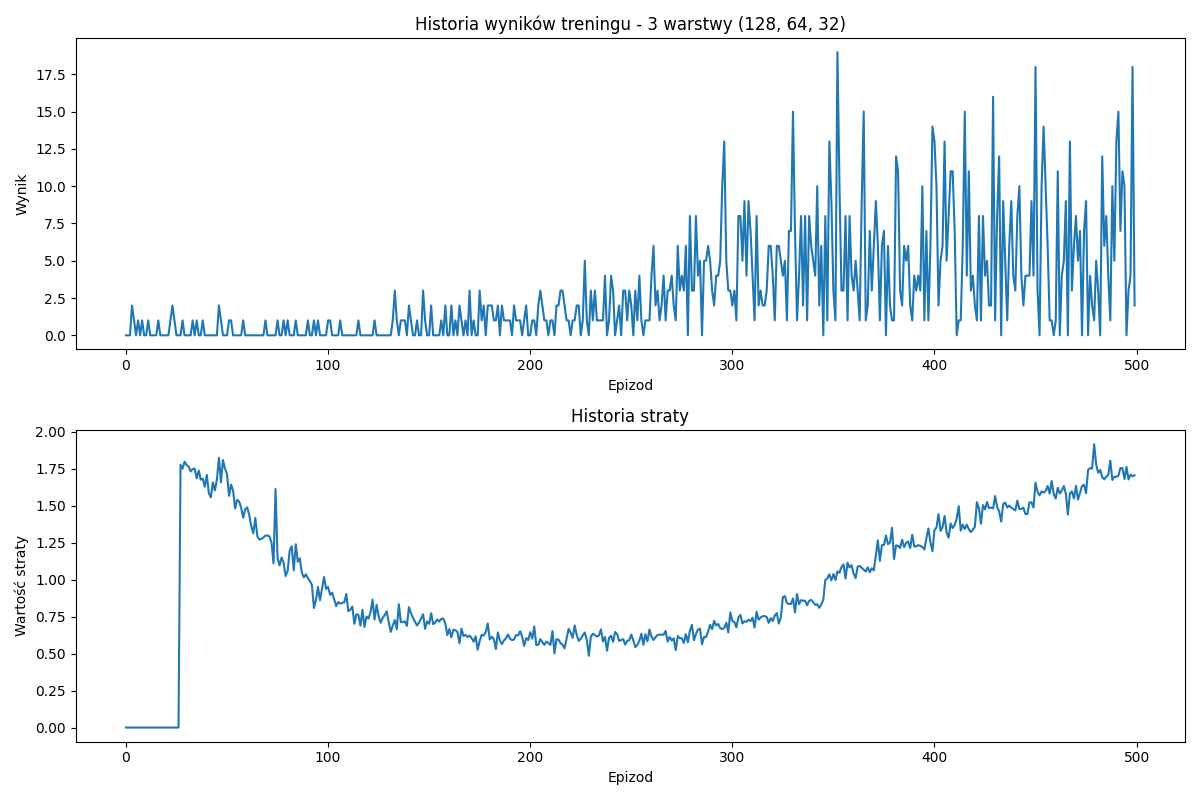 Historia wyników treningu - 3 warstwy (128, 64, 32)
17.5
15.0
12.5
10.0
7.5
5.0
2.5
0.0
Wynik
0 100 200 300 400 500
Epizod
Historia straty
2.00
1.75
1.50
1.25
1.00
0.75
0.50
0.25
0.00
Wartość straty
0 100 200 300 400 500
Epizod